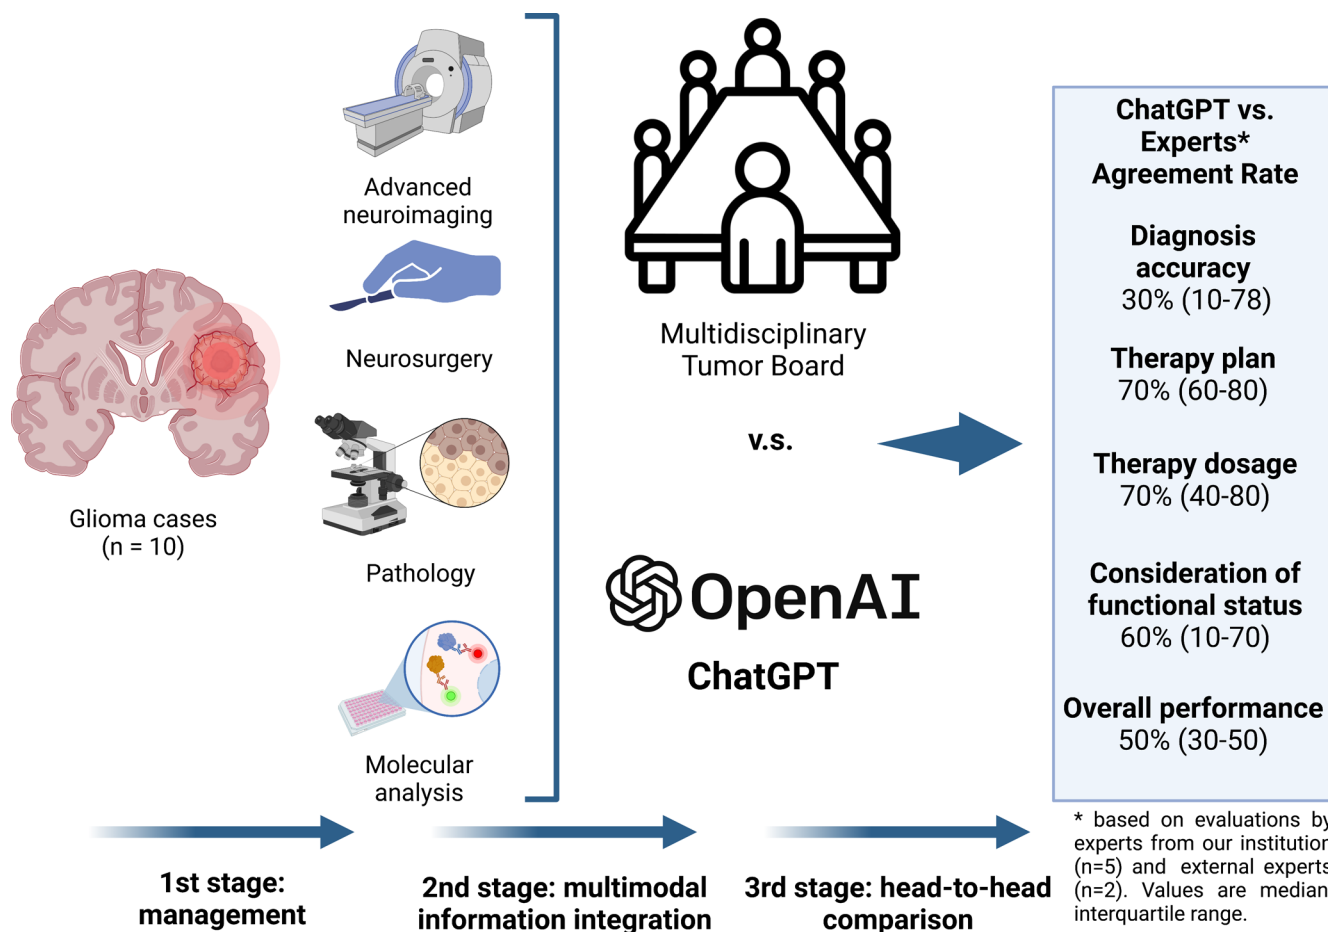 Advanced
neuroimaging
Neurosurgery
Pathology
Molecular
analysis
Glioma cases
(n = 10)
Multidisciplinary
Tumor Board
v.s.
OpenAI
ChatGPT
ChatGPT vs.
Experts*
Agreement Rate
Diagnosis
accuracy
30% (10-78)
Therapy plan
70% (60-80)
Therapy dosage
70% (40-80)
Consideration of
functional status
60% (10-70)
Overall performance
50% (30-50)
* based on evaluations by
experts from our institution
(n=5) and external experts
(n=2). Values are median
interquartile range.
1st stage:
management
2nd stage: multimodal
information integration
3rd stage: head-to-head
comparison